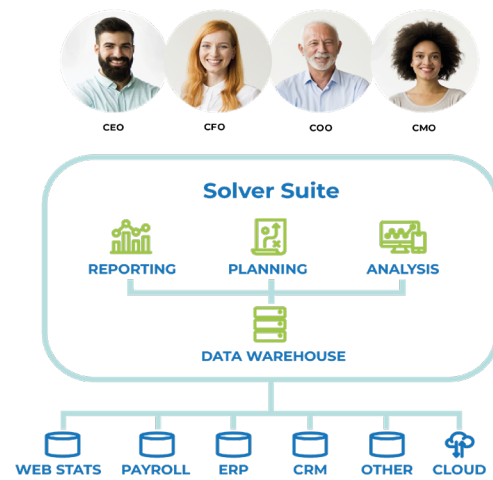 CEO CFO COO CMO
Solver Suite
REPORTING PLANNING ANALYSIS
DATA WAREHOUSE
WEB STATS PAYROLL ERP CRM OTHER CLOUD